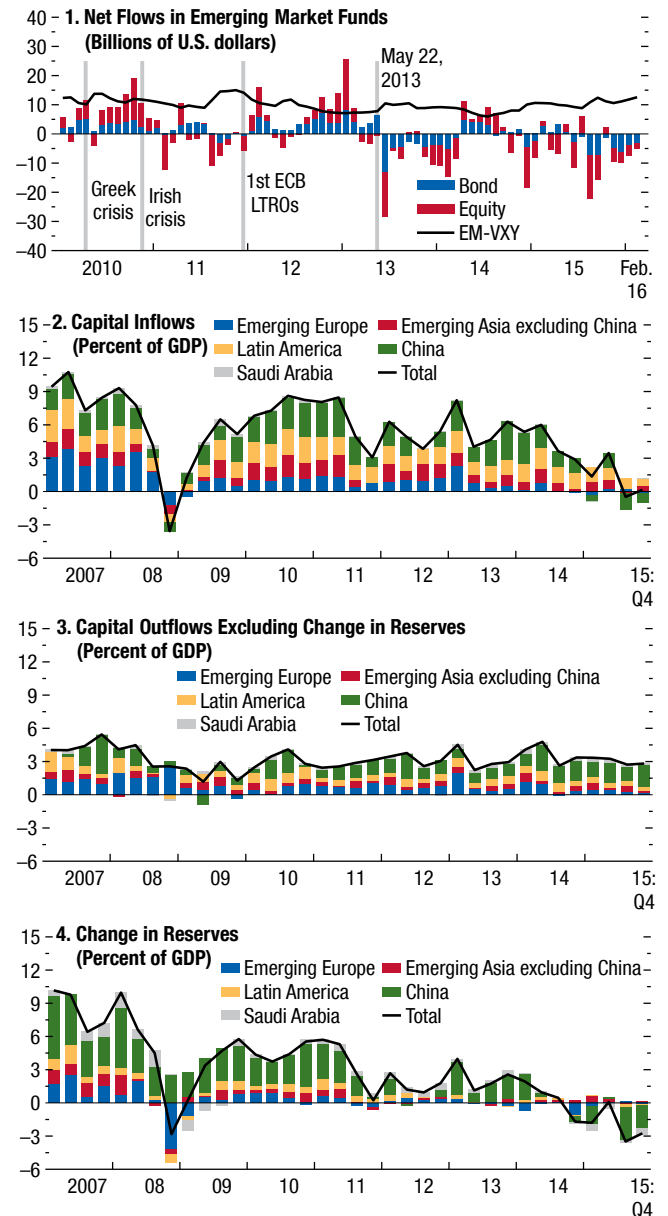 1. Net Flows in Emerging Market Funds
(Billions of U.S. dollars)
40
30
20
10
0
–10
–20
–30
–40
May 22,
2013
Greek
crisis
Irish
crisis
1st ECB
LTROs
Bond
Equity
EM-VXY
2010 11 12 13 14 15 Feb.
16
2. Capital Inflows
(Percent of GDP)
Emerging Europe Emerging Asia excluding China
Latin America China
Saudi Arabia Total
15
12
9
6
3
0
–3
–6
2007 08 09 10 11 12 13 14 15:
Q4
3. Capital Outflows Excluding Change in Reserves
(Percent of GDP)
Emerging Europe Emerging Asia excluding China
Latin America China
Saudi Arabia Total
15
12
9
6
3
0
–3
–6
2007 08 09 10 11 12 13 14 15:
Q4
4. Change in Reserves
(Percent of GDP)
Emerging Europe Emerging Asia excluding China
Latin America China
Saudi Arabia Total
15
12
9
6
3
0
–3
–6
2007 08 09 10 11 12 13 14 15:
Q4